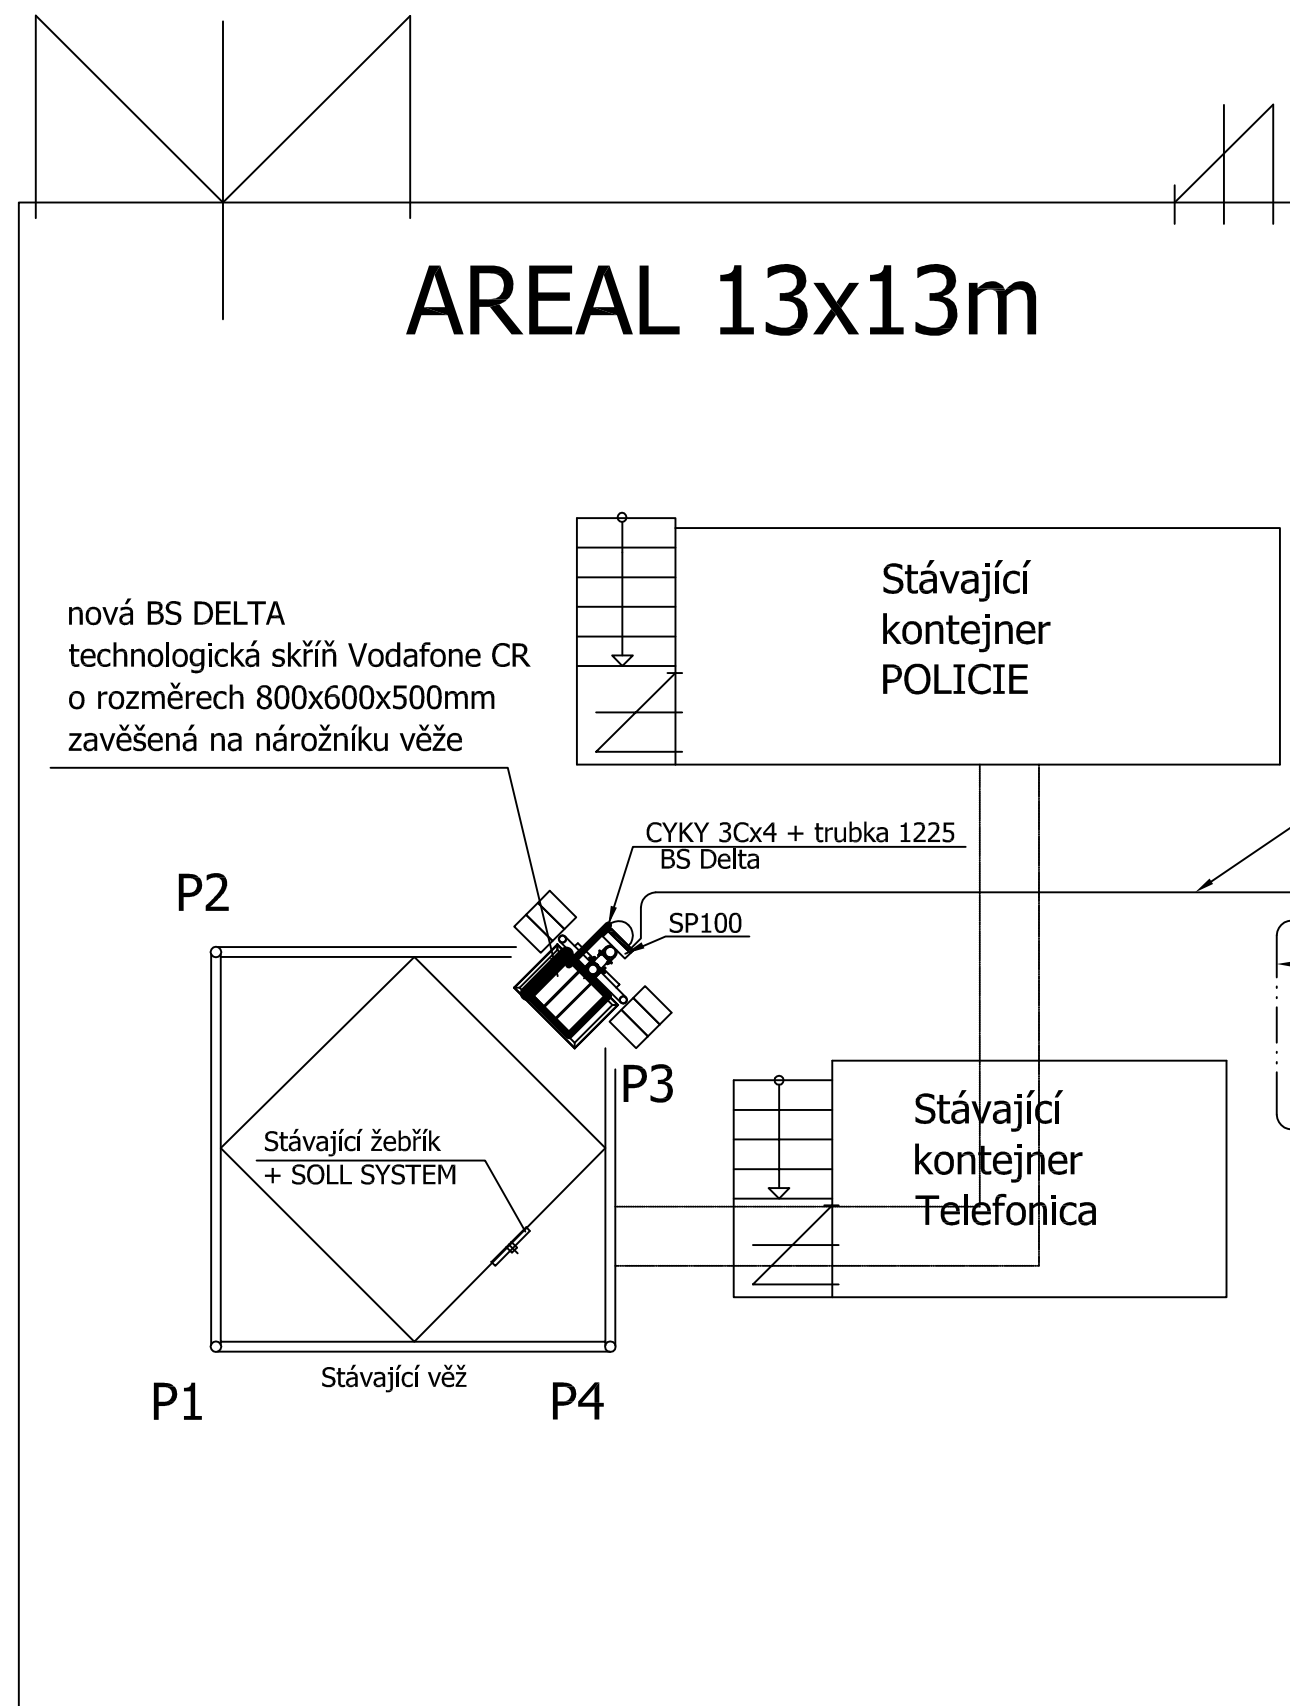 AREAL 13x13m
Stávající
kontejner
POLICIE
nová BS DELTA
technologická skříň Vodafone CR
o rozměrech 800x600x500mm
zavěšená na nárožníku věže
CYKY 3Cx4 + trubka 1225
BS Delta
P2
SP100
P3
Stávající
kontejner
Telefonica
Stávající žebřík
+ SOLL SYSTEM
Stávající věž
P1
P4